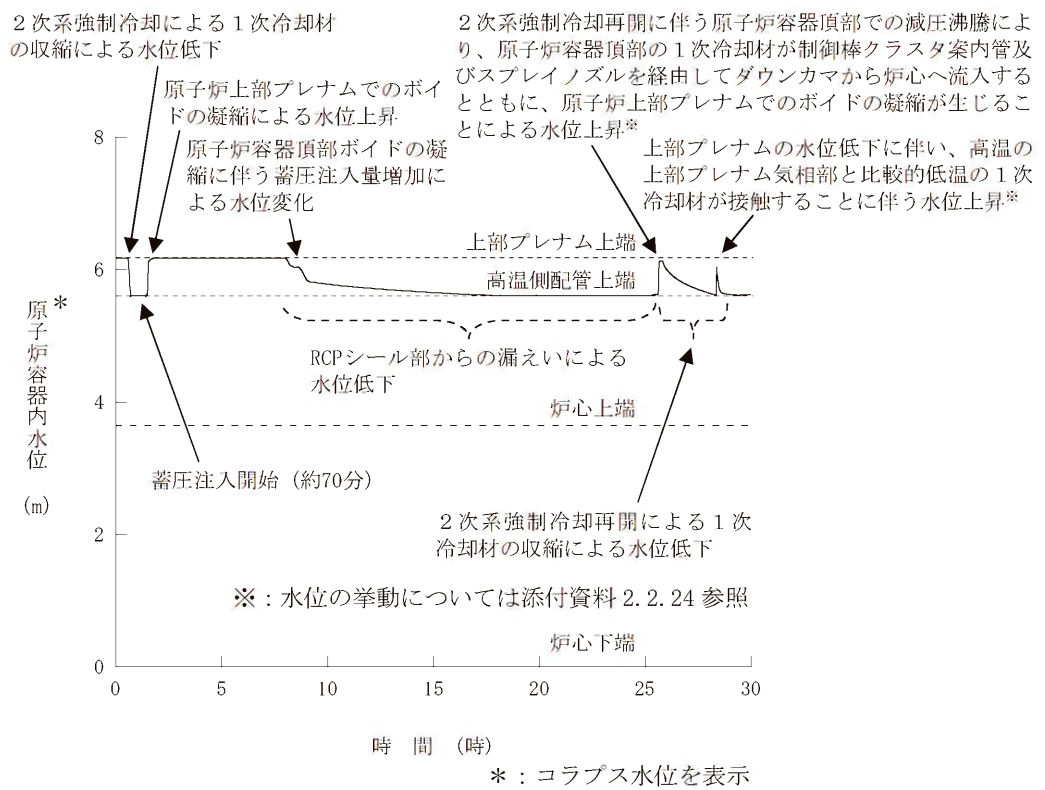 ２次系強制冷却による１次冷却材
の収縮による水位低下
原子炉上部プレナムでのボイ
ドの凝縮による水位上昇
原子炉容器頂部ボイドの凝
縮に伴う蓄圧注入量増加に
よる水位変化
２次系強制冷却再開に伴う原子炉容器頂部での減圧沸騰によ
り、原子炉容器頂部の１次冷却材が制御棒クラスタ案内管及
びスプレイノズルを経由してダウンカマから炉心へ流入する
とともに、原子炉上部プレナムでのボイドの凝縮が生じるこ
とによる水位上昇※
上部プレナムの水位低下に伴い、高温の
上部プレナム気相部と比較的低温の１次
冷却材が接触することに伴う水位上昇※
上部プレナム上端
高温側配管上端
RCPシール部からの漏えいによる
水位低下
炉心上端
蓄圧注入開始（約70分）
２次系強制冷却再開による１次
冷却材の収縮による水位低下
※：水位の挙動については添付資料2.2.24 参照
炉心下端
原子炉容器内水位＊
(m)
8
6
4
2
0
0 5 10 15 20 25 30
時 間 (時)
＊：コラプス水位を表示